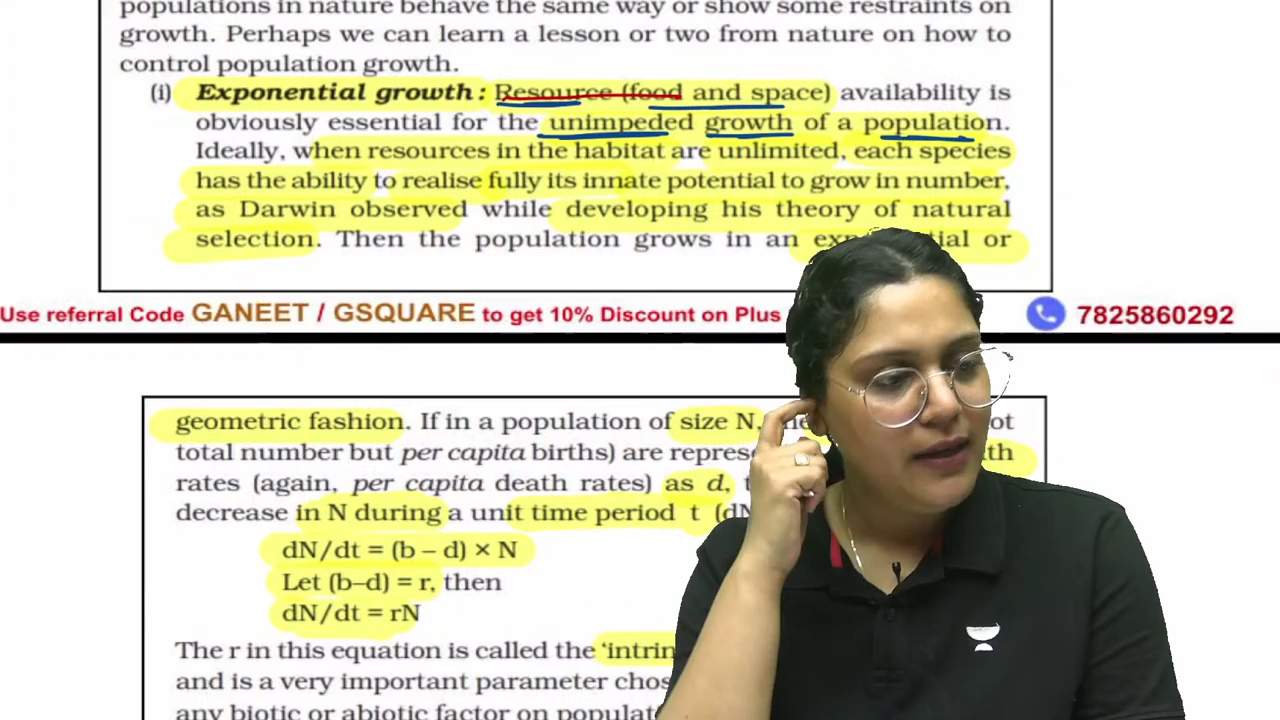 populations in nature behave the same way or show some restraints on
growth. Perhaps we can learn a lesson or two from nature on how to
control population growth.
(i) Exponential growth: Resource (food and space) availability is
obviously essential for the unimpeded growth of a population.
Ideally, when resources in the habitat are unlimited, each species
has the ability to realise fully its innate potential to grow in number,
as Darwin observed while developing his theory of natural
selection. Then the population grows in an or
Use referral Code GANEET / GSQUARE to get 10% Discount on Plus
7825860292
geometric fashion. If in a population of size N,
total number but per capita births) are
rates (again, per capita death rates) as d,
decrease in N during a unit time period t
dN/dt = (b – d) × N
Let (b–d) = r, then
dN/dt = rN
The r in this equation is called the
and is a very important parameter
any biotic or abiotic factor on